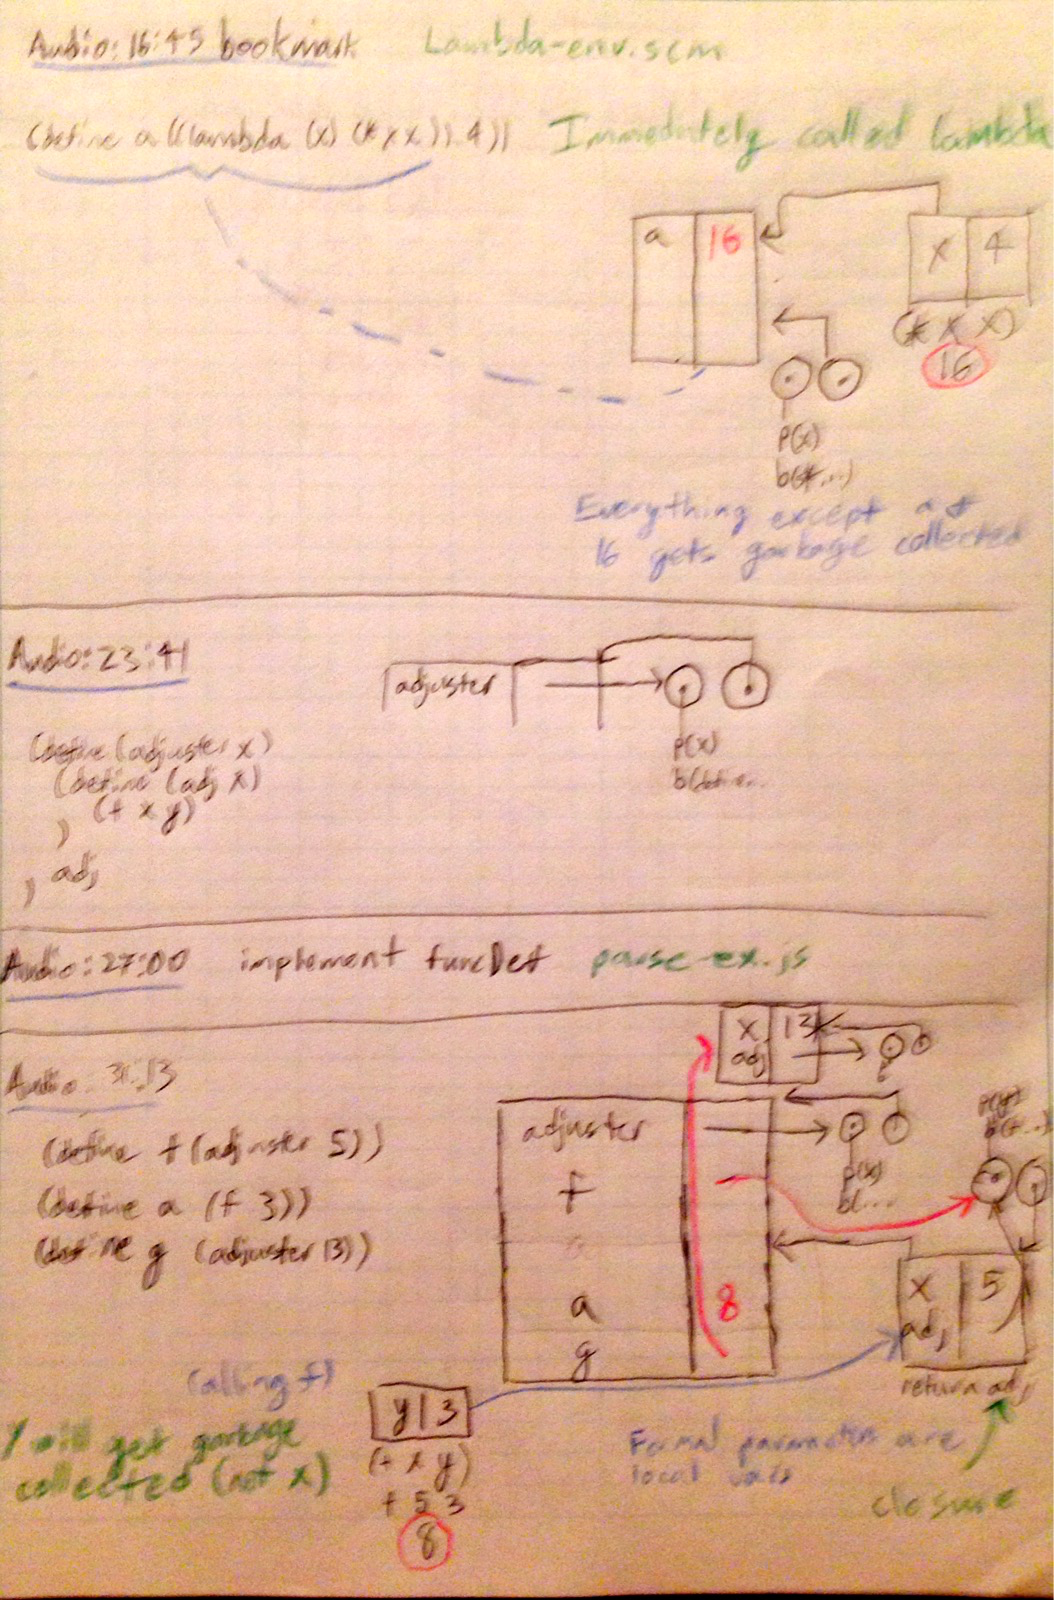 Audio: 16:45 bookmark Lambda-env.scm
(define a ((lambda (x) (* x x)) 4)) Immediately called lambda
a 16 x 4
(* x x)
16
p(x)
b(*...)
Everything except a &
16 gets garbage collected
Audio: 23:41
adjuster
(define (adjuster x)
(define (adj x)
(+ x y)
)
adj
)
p(x)
b(define...
Audio: 27:00 implement funcDef parse-ex.js
x 13
adj
Audio 31:13
(define f (adjuster 5))
(define a (f 3))
(define g (adjuster 13))
adjuster
f
a 8
g
p(x)
b(...
p(y)
b(+...)
x 5
adj
return adj
(calling f)
y 3
(+ x y)
+ 5 3
8
y will get garbage
collected (not x)
Formal parameters are
local vars
closure